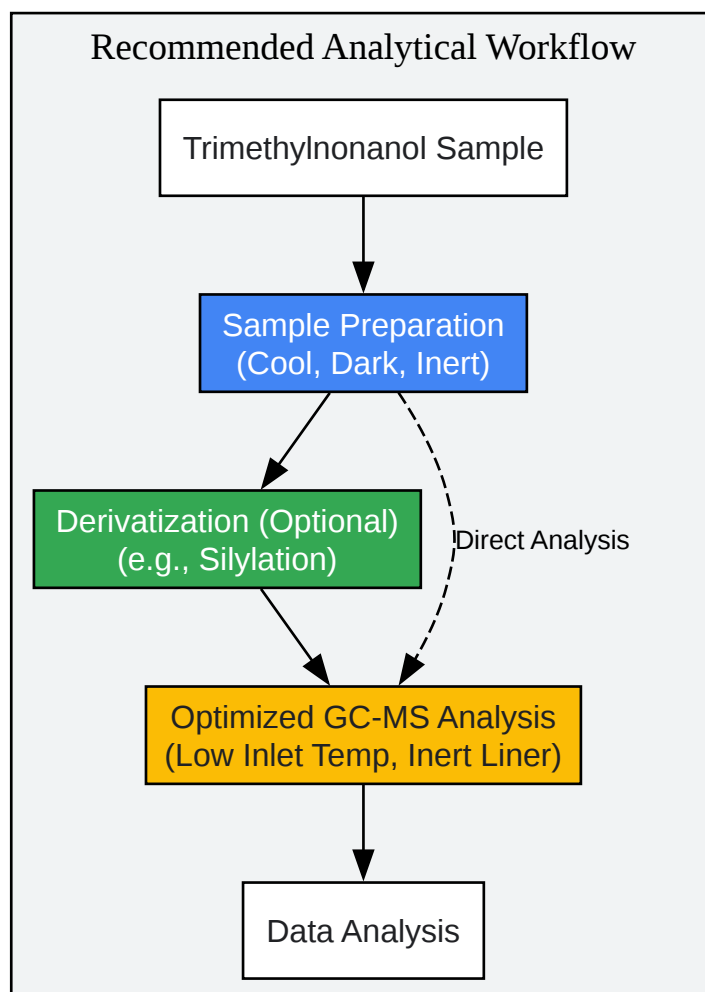 Recommended Analytical Workflow
Trimethylnonanol Sample
Sample Preparation
(Cool, Dark, Inert)
Derivatization (Optional)
(e.g., Silylation)
Direct Analysis
Optimized GC-MS Analysis
(Low Inlet Temp, Inert Liner)
Data Analysis